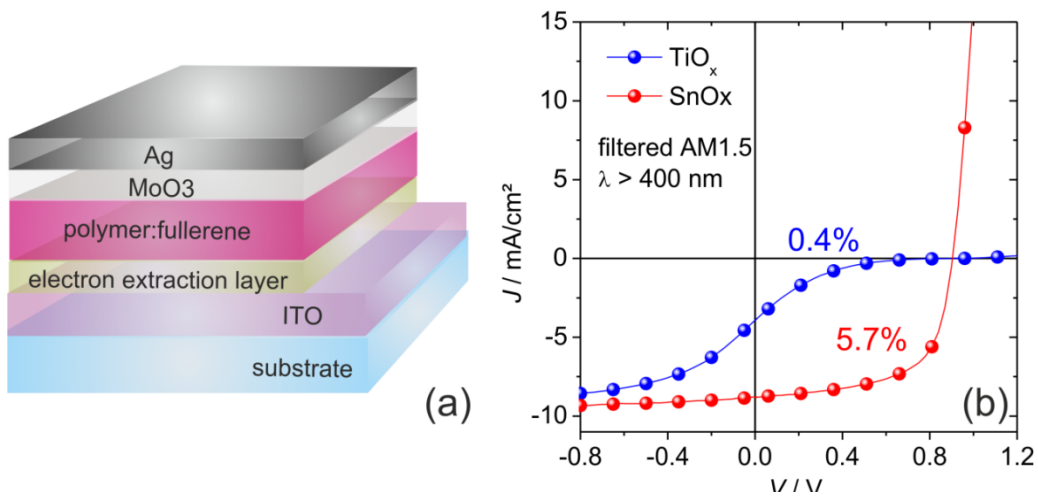 Ag
MoO3
polymer:fullerene
electron extraction layer
ITO
substrate
(a)
(b)
TiOₓ
SnOx
filtered AM1.5
λ > 400 nm
0.4%
5.7%
J / mA/cm²
15
10
5
0
-5
-10
-0.8 -0.4 0.0 0.4 0.8 1.2
V / V